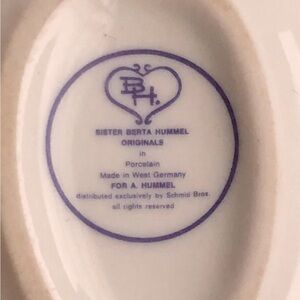 BH.
SISTER BERTA HUMMEL
ORIGINALS
in
Porcelain
Made in West Germany
FOR A. HUMMEL
distributed exclusively by Schmid Bros.
all rights reserved